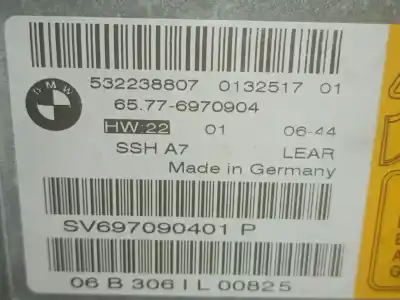 BMW
532238807 0132517 01
65.77-6970904
HW:22 01 06-44
SSH A7 LEAR
Made in Germany
SV697090401 P
06 B 306 I L 00825